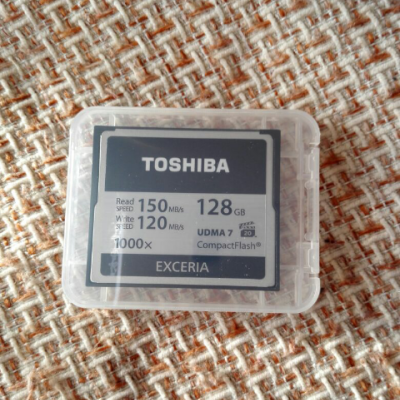 TOSHIBA
Read SPEED 150 MB/s 128 GB
Write SPEED 120 MB/s UDMA 7
1000x CompactFlash®
EXCERIA